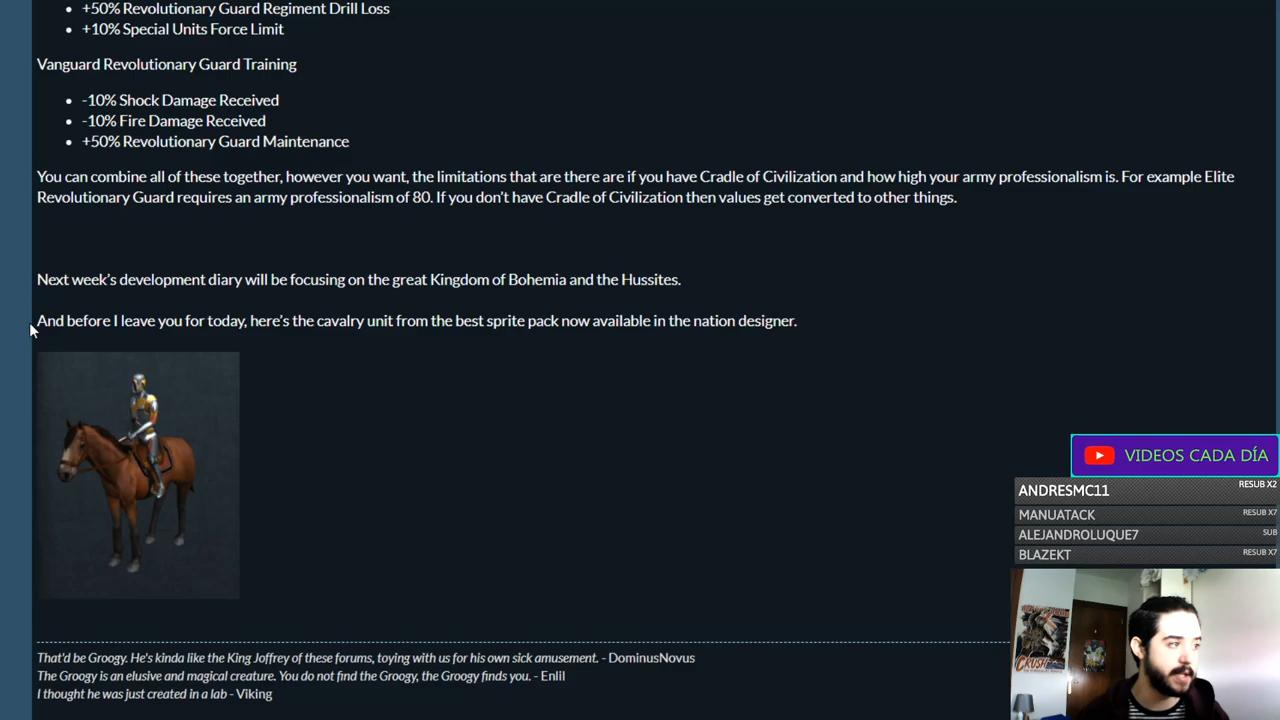 +50% Revolutionary Guard Regiment Drill Loss
+10% Special Units Force Limit
Vanguard Revolutionary Guard Training
-10% Shock Damage Received
-10% Fire Damage Received
+50% Revolutionary Guard Maintenance
You can combine all of these together, however you want, the limitations that are there are if you have Cradle of Civilization and how high your army professionalism is. For example Elite
Revolutionary Guard requires an army professionalism of 80. If you don't have Cradle of Civilization then values get converted to other things.
Next week's development diary will be focusing on the great Kingdom of Bohemia and the Hussites.
And before I leave you for today, here's the cavalry unit from the best sprite pack now available in the nation designer.
VIDEOS CADA DÍA
ANDRESMC11 RESUB X2
MANUATACK RESUB X7
ALEJANDROLUQUE7 SUB
BLAZEKT RESUB X7
CRUSH
That'd be Groogy. He's kinda like the King Joffrey of these forums, toying with us for his own sick amusement. - DominusNovus
The Groogy is an elusive and magical creature. You do not find the Groogy, the Groogy finds you. - Enlil
I thought he was just created in a lab - Viking